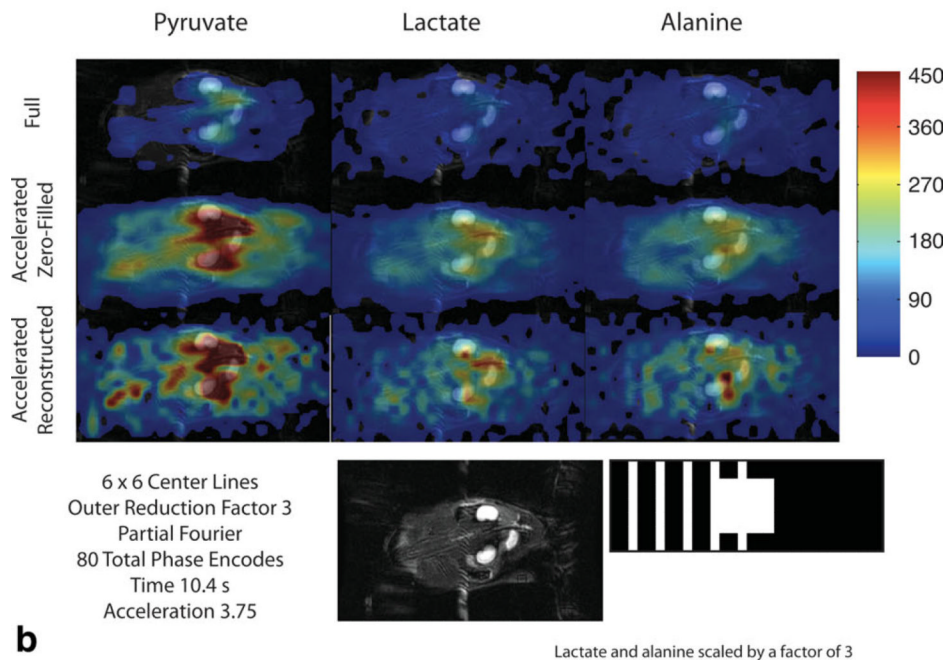 Pyruvate Lactate Alanine
Full
Accelerated
Zero-Filled
Accelerated
Reconstructed
450
360
270
180
90
0
6 x 6 Center Lines
Outer Reduction Factor 3
Partial Fourier
80 Total Phase Encodes
Time 10.4 s
Acceleration 3.75
b
Lactate and alanine scaled by a factor of 3